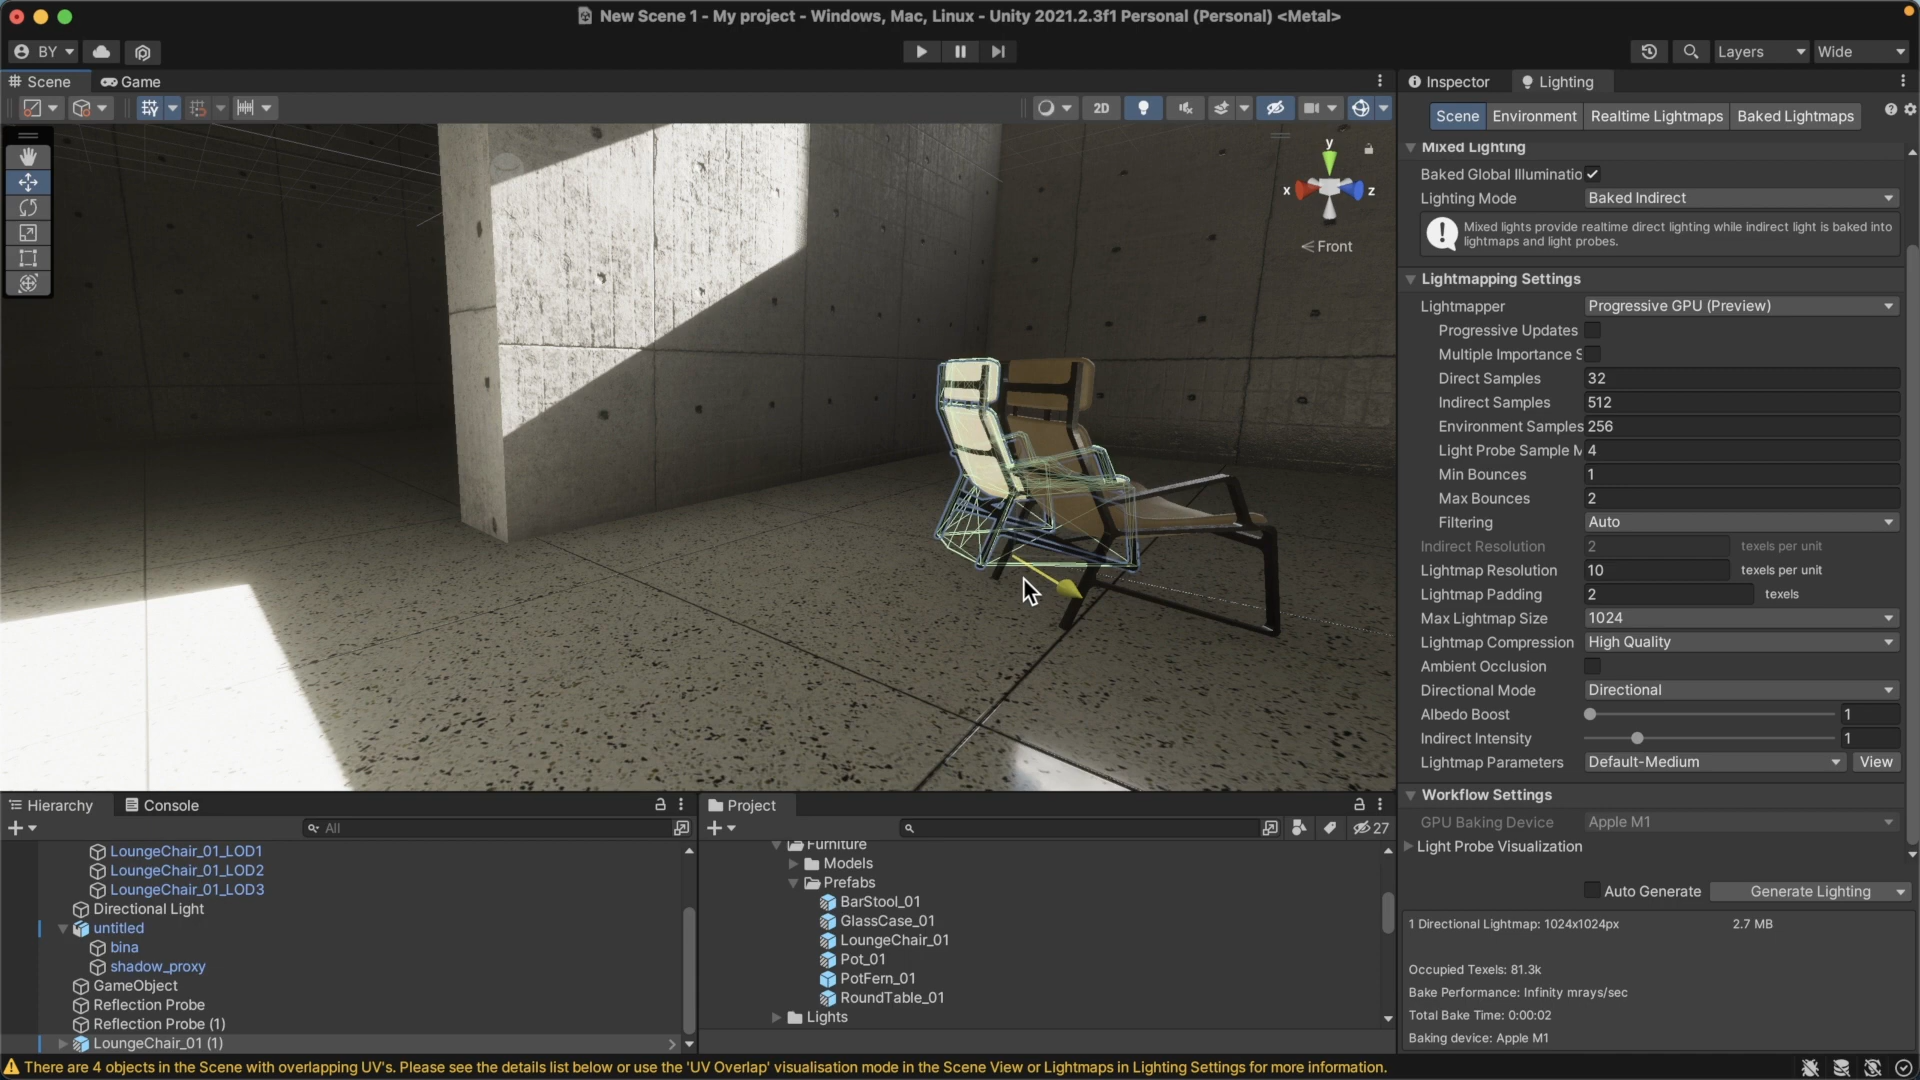 New Scene 1 - My project - Windows, Mac, Linux - Unity 2021.2.3f1 Personal (Personal) <Metal>
BY
Layers
Wide
Scene
Game
Inspector
Lighting
2D
Scene
Environment
Realtime Lightmaps
Baked Lightmaps
y
x
z
Front
Mixed Lighting
Baked Global Illuminatio
Lighting Mode
Baked Indirect
Mixed lights provide realtime direct lighting while indirect light is baked into
lightmaps and light probes.
Lightmapping Settings
Lightmapper
Progressive GPU (Preview)
Progressive Updates
Multiple Importance S
Direct Samples
32
Indirect Samples
512
Environment Samples
256
Light Probe Sample M
4
Min Bounces
1
Max Bounces
2
Filtering
Auto
Indirect Resolution
2
texels per unit
Lightmap Resolution
10
texels per unit
Lightmap Padding
2
texels
Max Lightmap Size
1024
Lightmap Compression
High Quality
Ambient Occlusion
Directional Mode
Directional
Albedo Boost
1
Indirect Intensity
1
Lightmap Parameters
Default-Medium
View
Workflow Settings
GPU Baking Device
Apple M1
Light Probe Visualization
Auto Generate
Generate Lighting
1 Directional Lightmap: 1024x1024px
2.7 MB
Occupied Texels: 81.3k
Bake Performance: Infinity mrays/sec
Total Bake Time: 0:00:02
Baking device: Apple M1
Hierarchy
Console
All
LoungeChair_01_LOD1
LoungeChair_01_LOD2
LoungeChair_01_LOD3
Directional Light
untitled
bina
shadow_proxy
GameObject
Reflection Probe
Reflection Probe (1)
LoungeChair_01 (1)
Project
27
Furniture
Models
Prefabs
BarStool_01
GlassCase_01
LoungeChair_01
Pot_01
PotFern_01
RoundTable_01
Lights
There are 4 objects in the Scene with overlapping UV's. Please see the details list below or use the 'UV Overlap' visualisation mode in the Scene View or Lightmaps in Lighting Settings for more information.